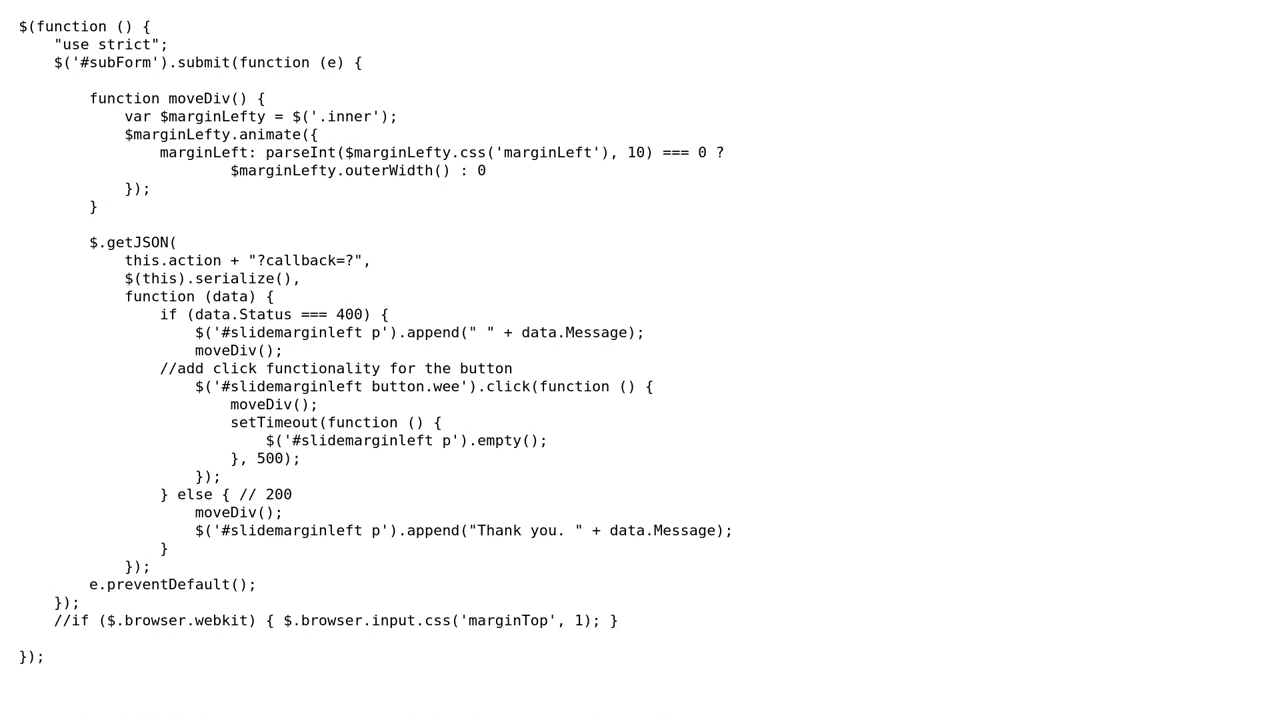 $(function () {
    "use strict";
    $('#subForm').submit(function (e) {

        function moveDiv() {
            var $marginLefty = $('.inner');
            $marginLefty.animate({
                marginLeft: parseInt($marginLefty.css('marginLeft'), 10) === 0 ?
                        $marginLefty.outerWidth() : 0
            });
        }

        $.getJSON(
            this.action + "?callback=?",
            $(this).serialize(),
            function (data) {
                if (data.Status === 400) {
                    $('#slidemarginleft p').append(" " + data.Message);
                    moveDiv();
                //add click functionality for the button
                    $('#slidemarginleft button.wee').click(function () {
                        moveDiv();
                        setTimeout(function () {
                            $('#slidemarginleft p').empty();
                        }, 500);
                    });
                } else { // 200
                    moveDiv();
                    $('#slidemarginleft p').append("Thank you. " + data.Message);
                }
            });
        e.preventDefault();
    });
    //if ($.browser.webkit) { $.browser.input.css('marginTop', 1); }

});